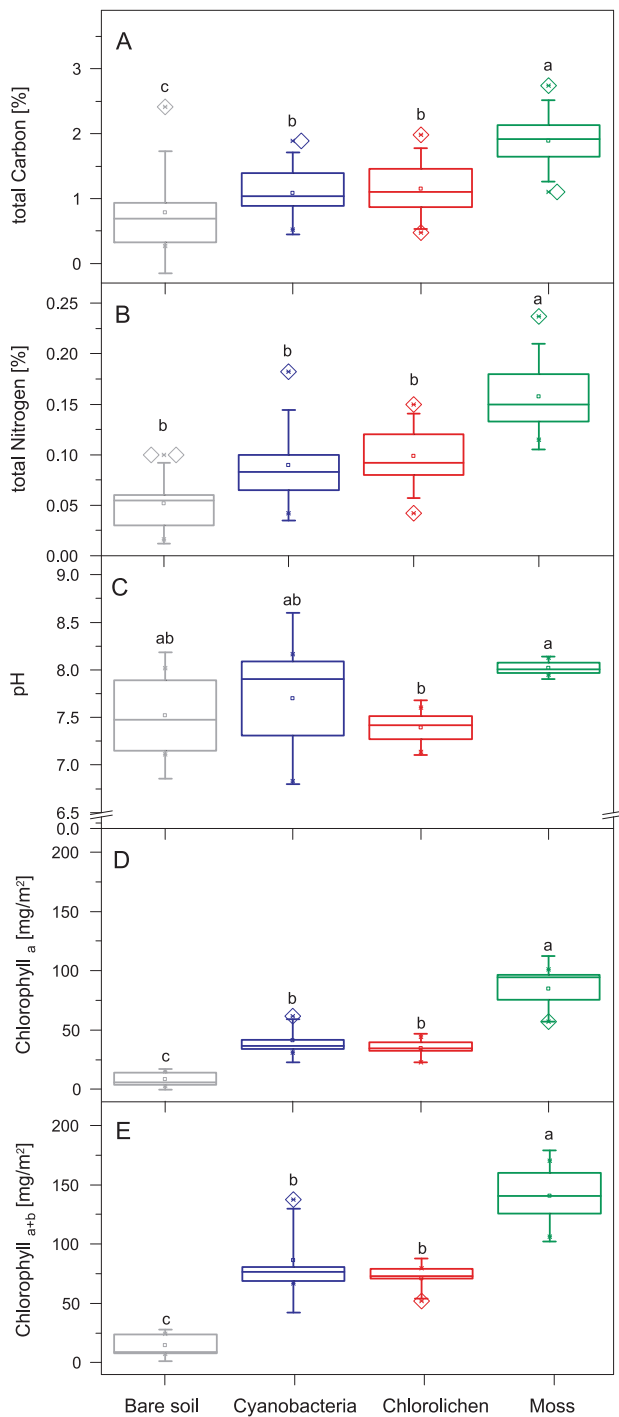 A
total Carbon [%]
3
2
1
0
c
b
b
a
B
total Nitrogen [%]
0.25
0.20
0.15
0.10
0.05
0.00
b
b
b
a
C
pH
9.0
8.5
8.0
7.5
7.0
6.5
0.0
ab
ab
b
a
D
Chlorophyll a [mg/m²]
200
150
100
50
0
c
b
b
a
E
Chlorophyll a+b [mg/m²]
200
150
100
50
0
c
b
b
a
Bare soil Cyanobacteria Chlorolichen Moss